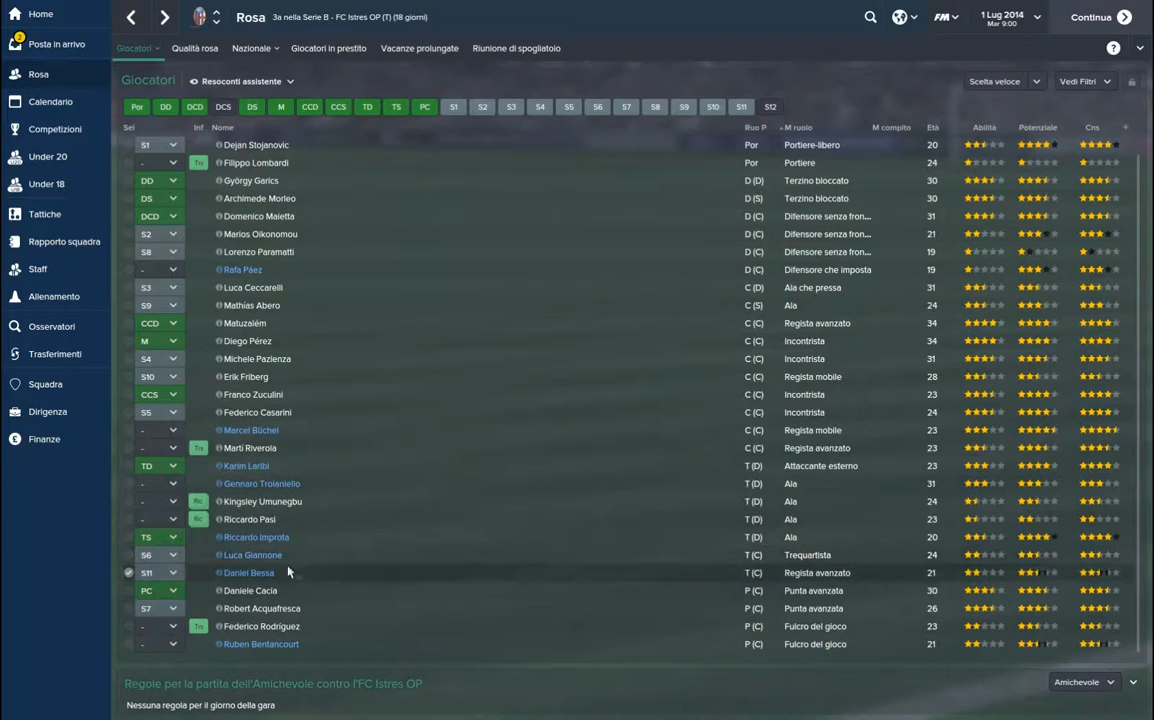 Home
Rosa
3a nella Serie B - FC Istres OP (T) (18 giorni)
FM
1 Lug 2014
Mar 9:00
Continua
2
Posta in arrivo
Giocatori
Qualità rosa
Nazionale
Giocatori in prestito
Vacanze prolungate
Riunione di spogliatoio
?
Rosa
Calendario
Competizioni
Under 20
Under 18
Tattiche
Rapporto squadra
Staff
Allenamento
Osservatori
Trasferimenti
Squadra
Dirigenza
Finanze
Giocatori
Resoconti assistente
Scelta veloce
Vedi Filtri
Por DD DCD DCS DS M CCD CCS TD TS PC S1 S2 S3 S4 S5 S6 S7 S8 S9 S10 S11 S12
Sel Inf Nome Ruo P M ruolo M compito Età Abilità Potenziale Cns +
S1 Dejan Stojanovic Por Portiere-libero 20
- Trs Filippo Lombardi Por Portiere 24
DD György Garics D (D) Terzino bloccato 30
DS Archimede Morleo D (S) Terzino bloccato 30
DCD Domenico Maietta D (C) Difensore senza fron... 31
S2 Marios Oikonomou D (C) Difensore senza fron... 21
S8 Lorenzo Paramatti D (C) Difensore senza fron... 19
- Rafa Páez D (C) Difensore che imposta 19
S3 Luca Ceccarelli C (D) Ala che pressa 31
S9 Mathías Abero C (S) Ala 24
CCD Matuzalém C (C) Regista avanzato 34
M Diego Pérez C (C) Incontrista 34
S4 Michele Pazienza C (C) Incontrista 31
S10 Erik Friberg C (C) Regista mobile 28
CCS Franco Zuculini C (C) Incontrista 23
S5 Federico Casarini C (C) Incontrista 24
- Marcel Büchel C (C) Regista mobile 23
- Trs Martí Riverola C (C) Regista avanzato 23
TD Karim Laribi T (D) Attaccante esterno 23
- Gennaro Troianiello T (D) Ala 31
- Ric Kingsley Umunegbu T (D) Ala 24
- Ric Riccardo Pasi T (D) Ala 23
TS Riccardo Improta T (D) Ala 20
S6 Luca Giannone T (C) Trequartista 24
S11 Daniel Bessa T (C) Regista avanzato 21
PC Daniele Cacia P (C) Punta avanzata 30
S7 Robert Acquafresca P (C) Punta avanzata 26
- Trs Federico Rodríguez P (C) Fulcro del gioco 23
- Ruben Bentancourt P (C) Fulcro del gioco 21
Regole per la partita dell'Amichevole contro l'FC Istres OP
Amichevole
Nessuna regola per il giorno della gara